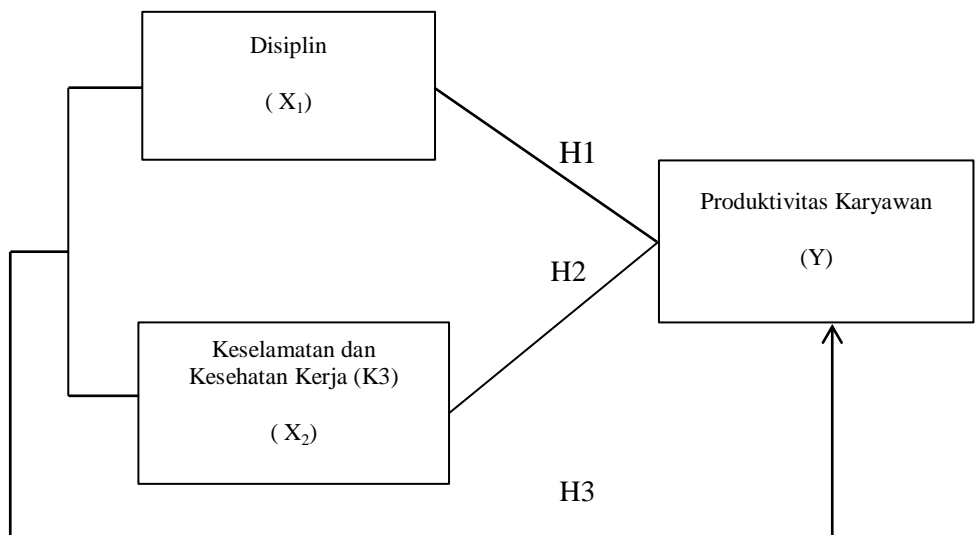 Disiplin
( X₁)
H1
Produktivitas Karyawan
(Y)
H2
Keselamatan dan
Kesehatan Kerja (K3)
( X₂)
H3